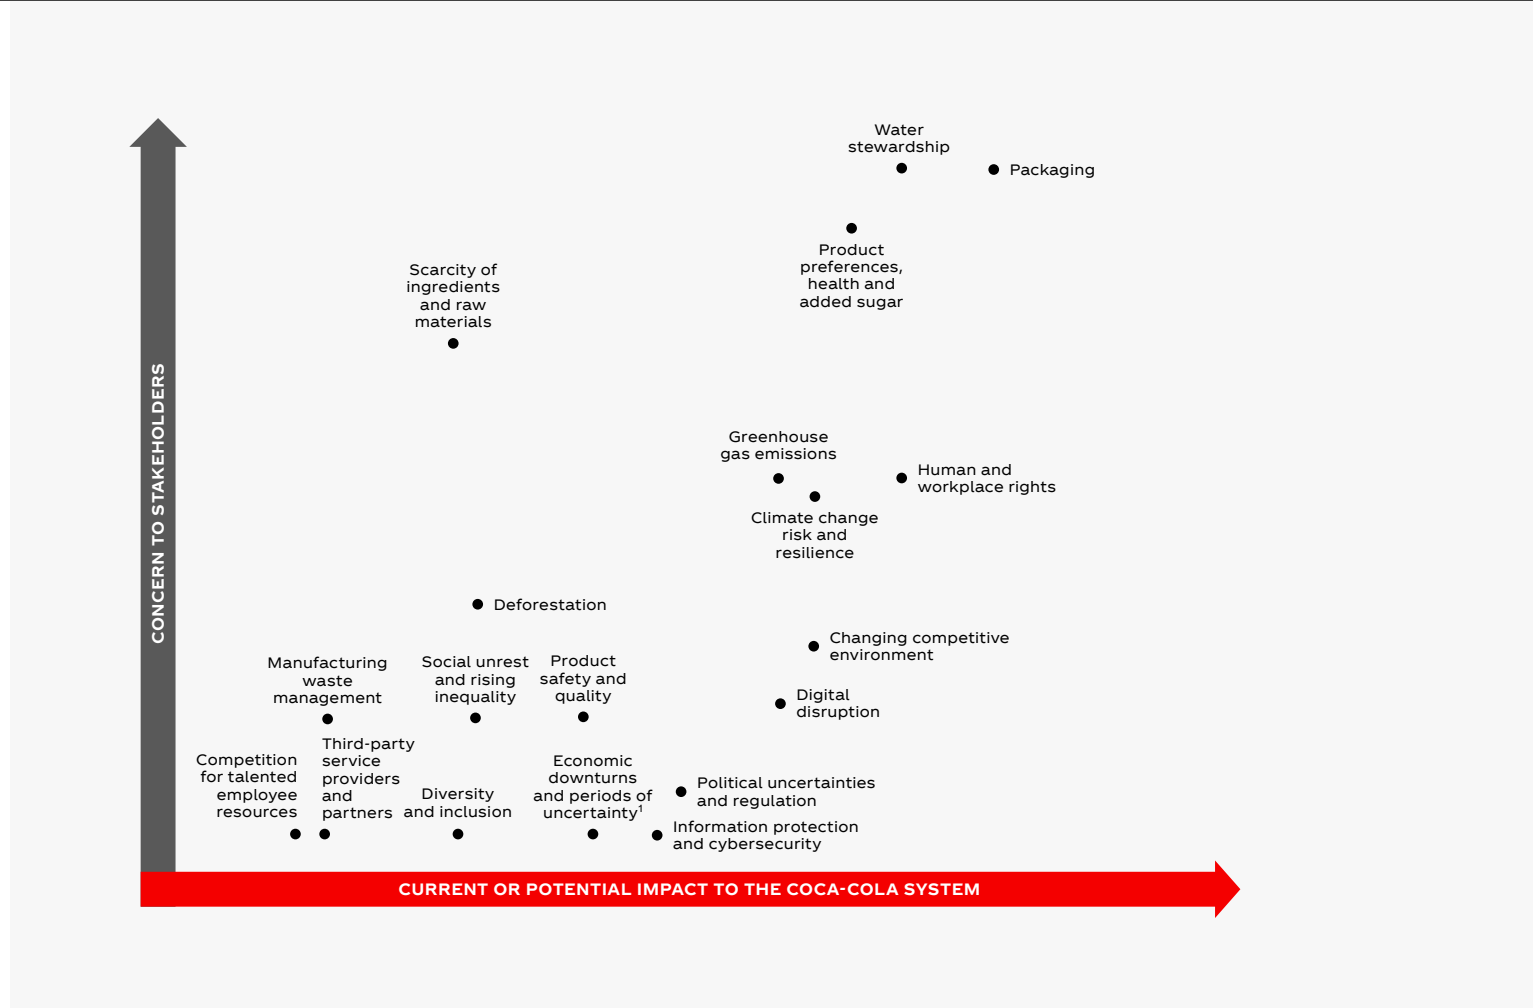 Water
stewardship
Packaging
Product
preferences,
health and
added sugar
Scarcity of
ingredients
and raw
materials
CONCERN TO STAKEHOLDERS
Greenhouse
gas emissions
Human and
workplace rights
Climate change
risk and
resilience
Deforestation
Changing competitive
environment
Manufacturing
waste
management
Social unrest
and rising
inequality
Product
safety and
quality
Digital
disruption
Competition
for talented
employee
resources
Third-party
service
providers
and
partners
Diversity
and inclusion
Economic
downturns
and periods of
uncertainty¹
Political uncertainties
and regulation
Information protection
and cybersecurity
CURRENT OR POTENTIAL IMPACT TO THE COCA-COLA SYSTEM